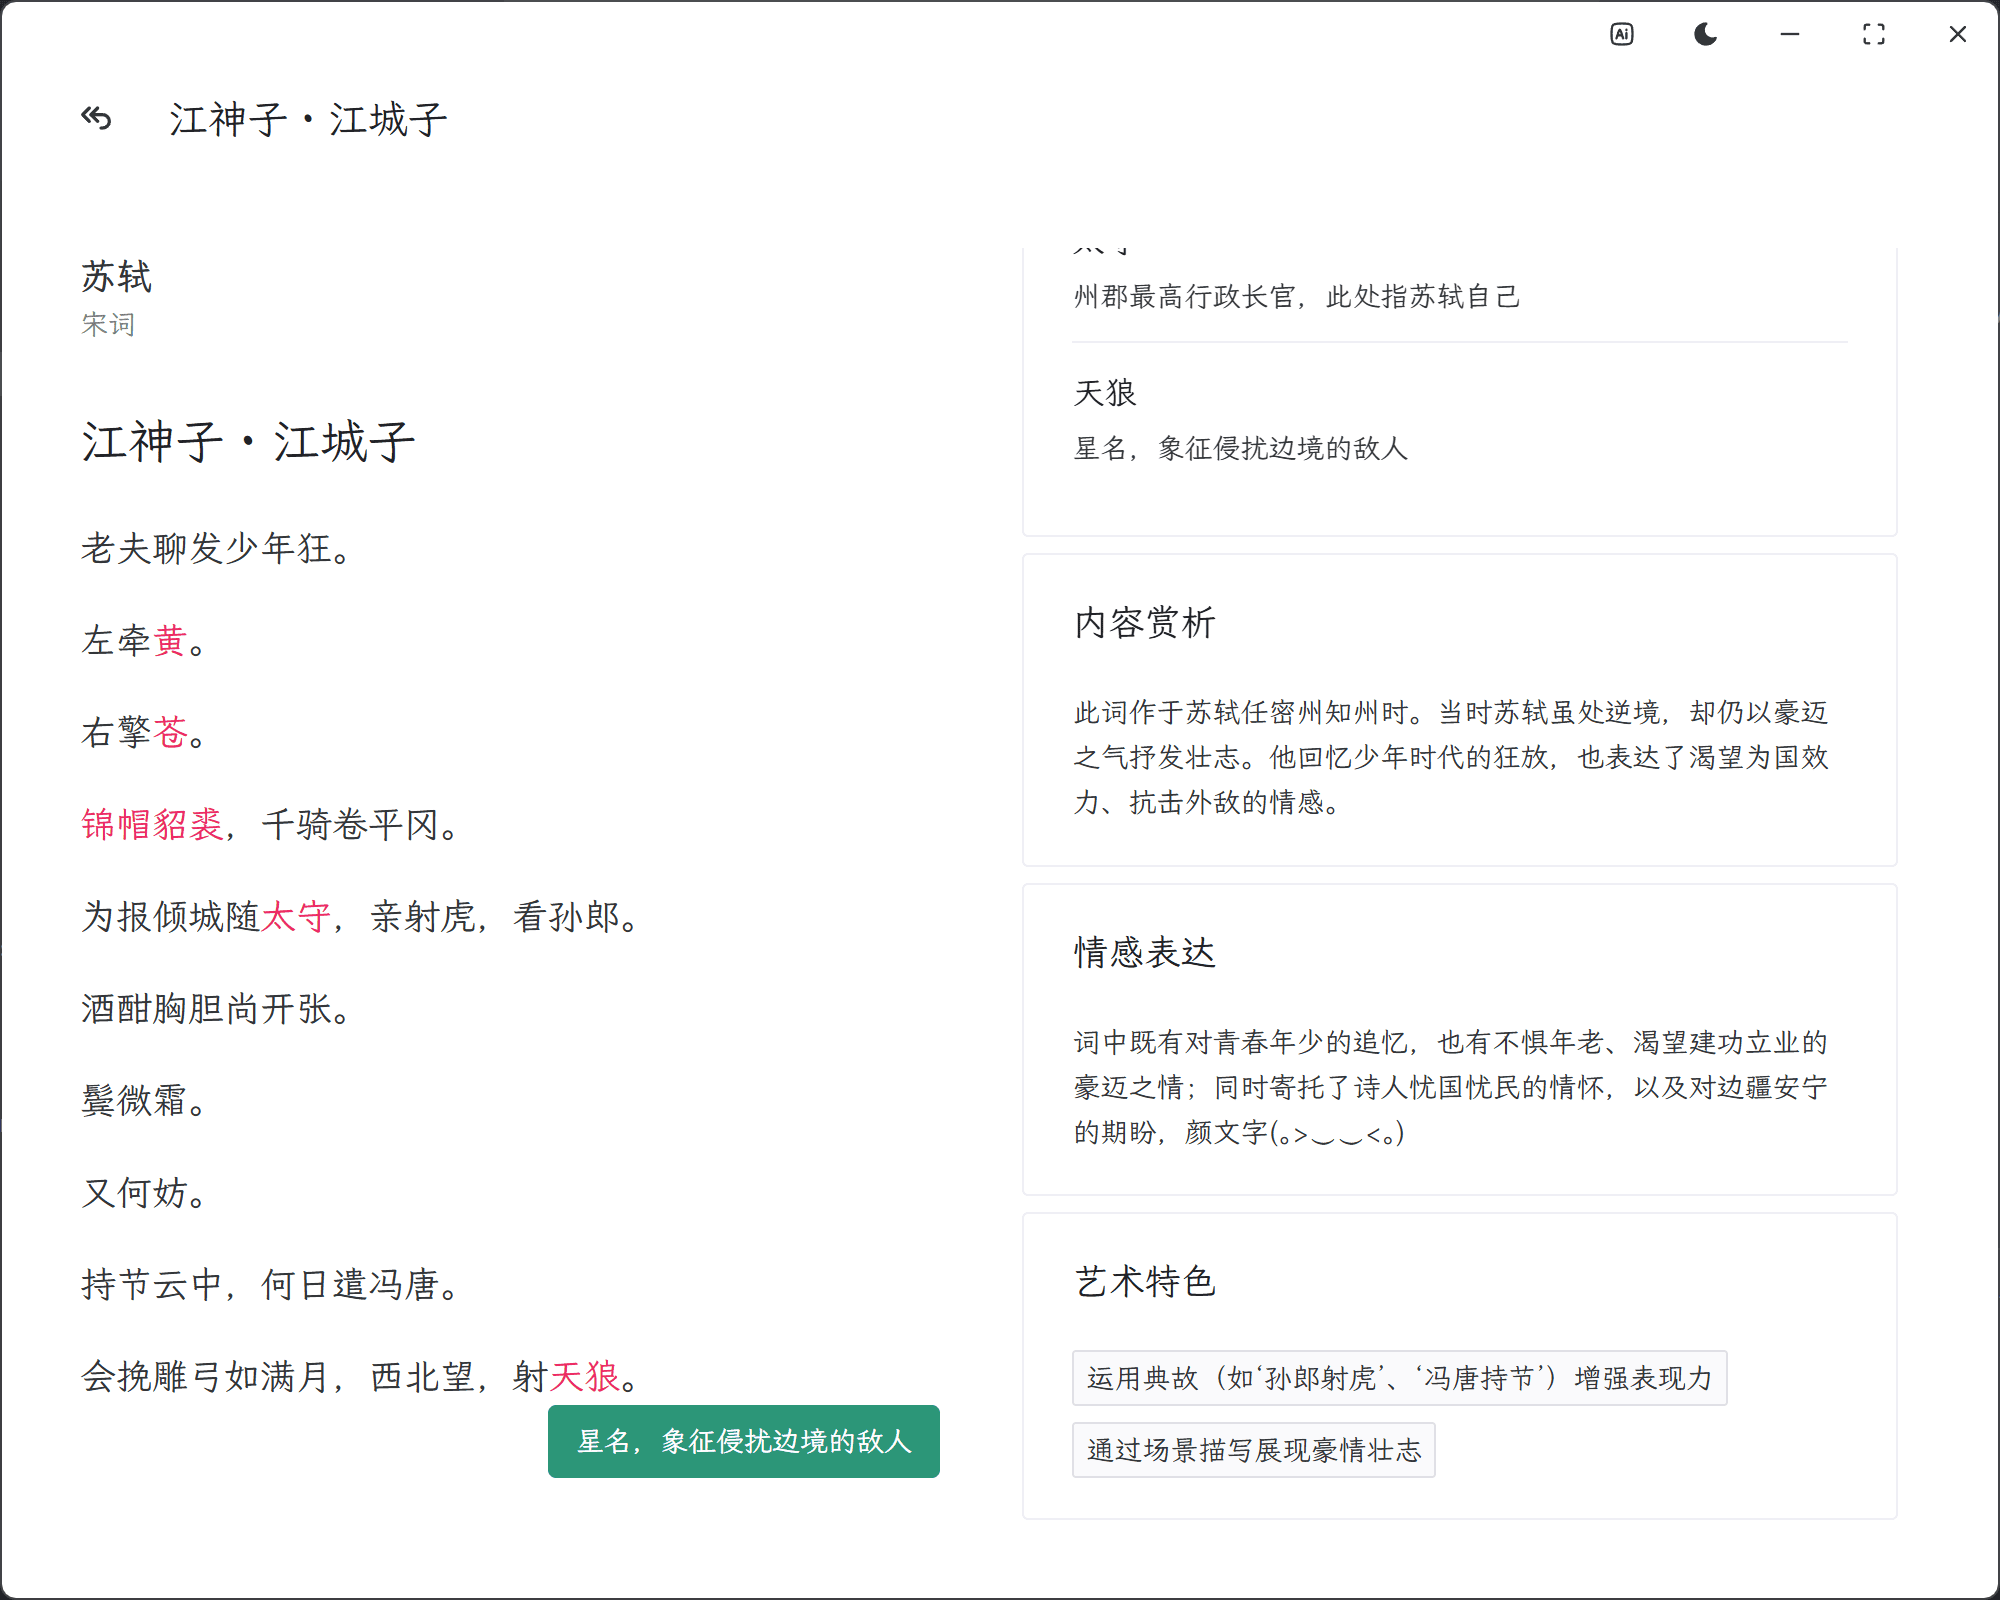 Ai
江神子·江城子
苏轼
宋词
江神子·江城子
老夫聊发少年狂。
左牵黄。
右擎苍。
锦帽貂裘，千骑卷平冈。
为报倾城随太守，亲射虎，看孙郎。
酒酣胸胆尚开张。
鬓微霜。
又何妨。
持节云中，何日遣冯唐。
会挽雕弓如满月，西北望，射天狼。
星名，象征侵扰边境的敌人
州郡最高行政长官，此处指苏轼自己
天狼
星名，象征侵扰边境的敌人
内容赏析
此词作于苏轼任密州知州时。当时苏轼虽处逆境，却仍以豪迈
之气抒发壮志。他回忆少年时代的狂放，也表达了渴望为国效
力、抗击外敌的情感。
情感表达
词中既有对青春年少的追忆，也有不惧年老、渴望建功立业的
豪迈之情；同时寄托了诗人忧国忧民的情怀，以及对边疆安宁
的期盼，颜文字(｡>‿‿<｡)
艺术特色
运用典故（如‘孙郎射虎’、‘冯唐持节’）增强表现力
通过场景描写展现豪情壮志